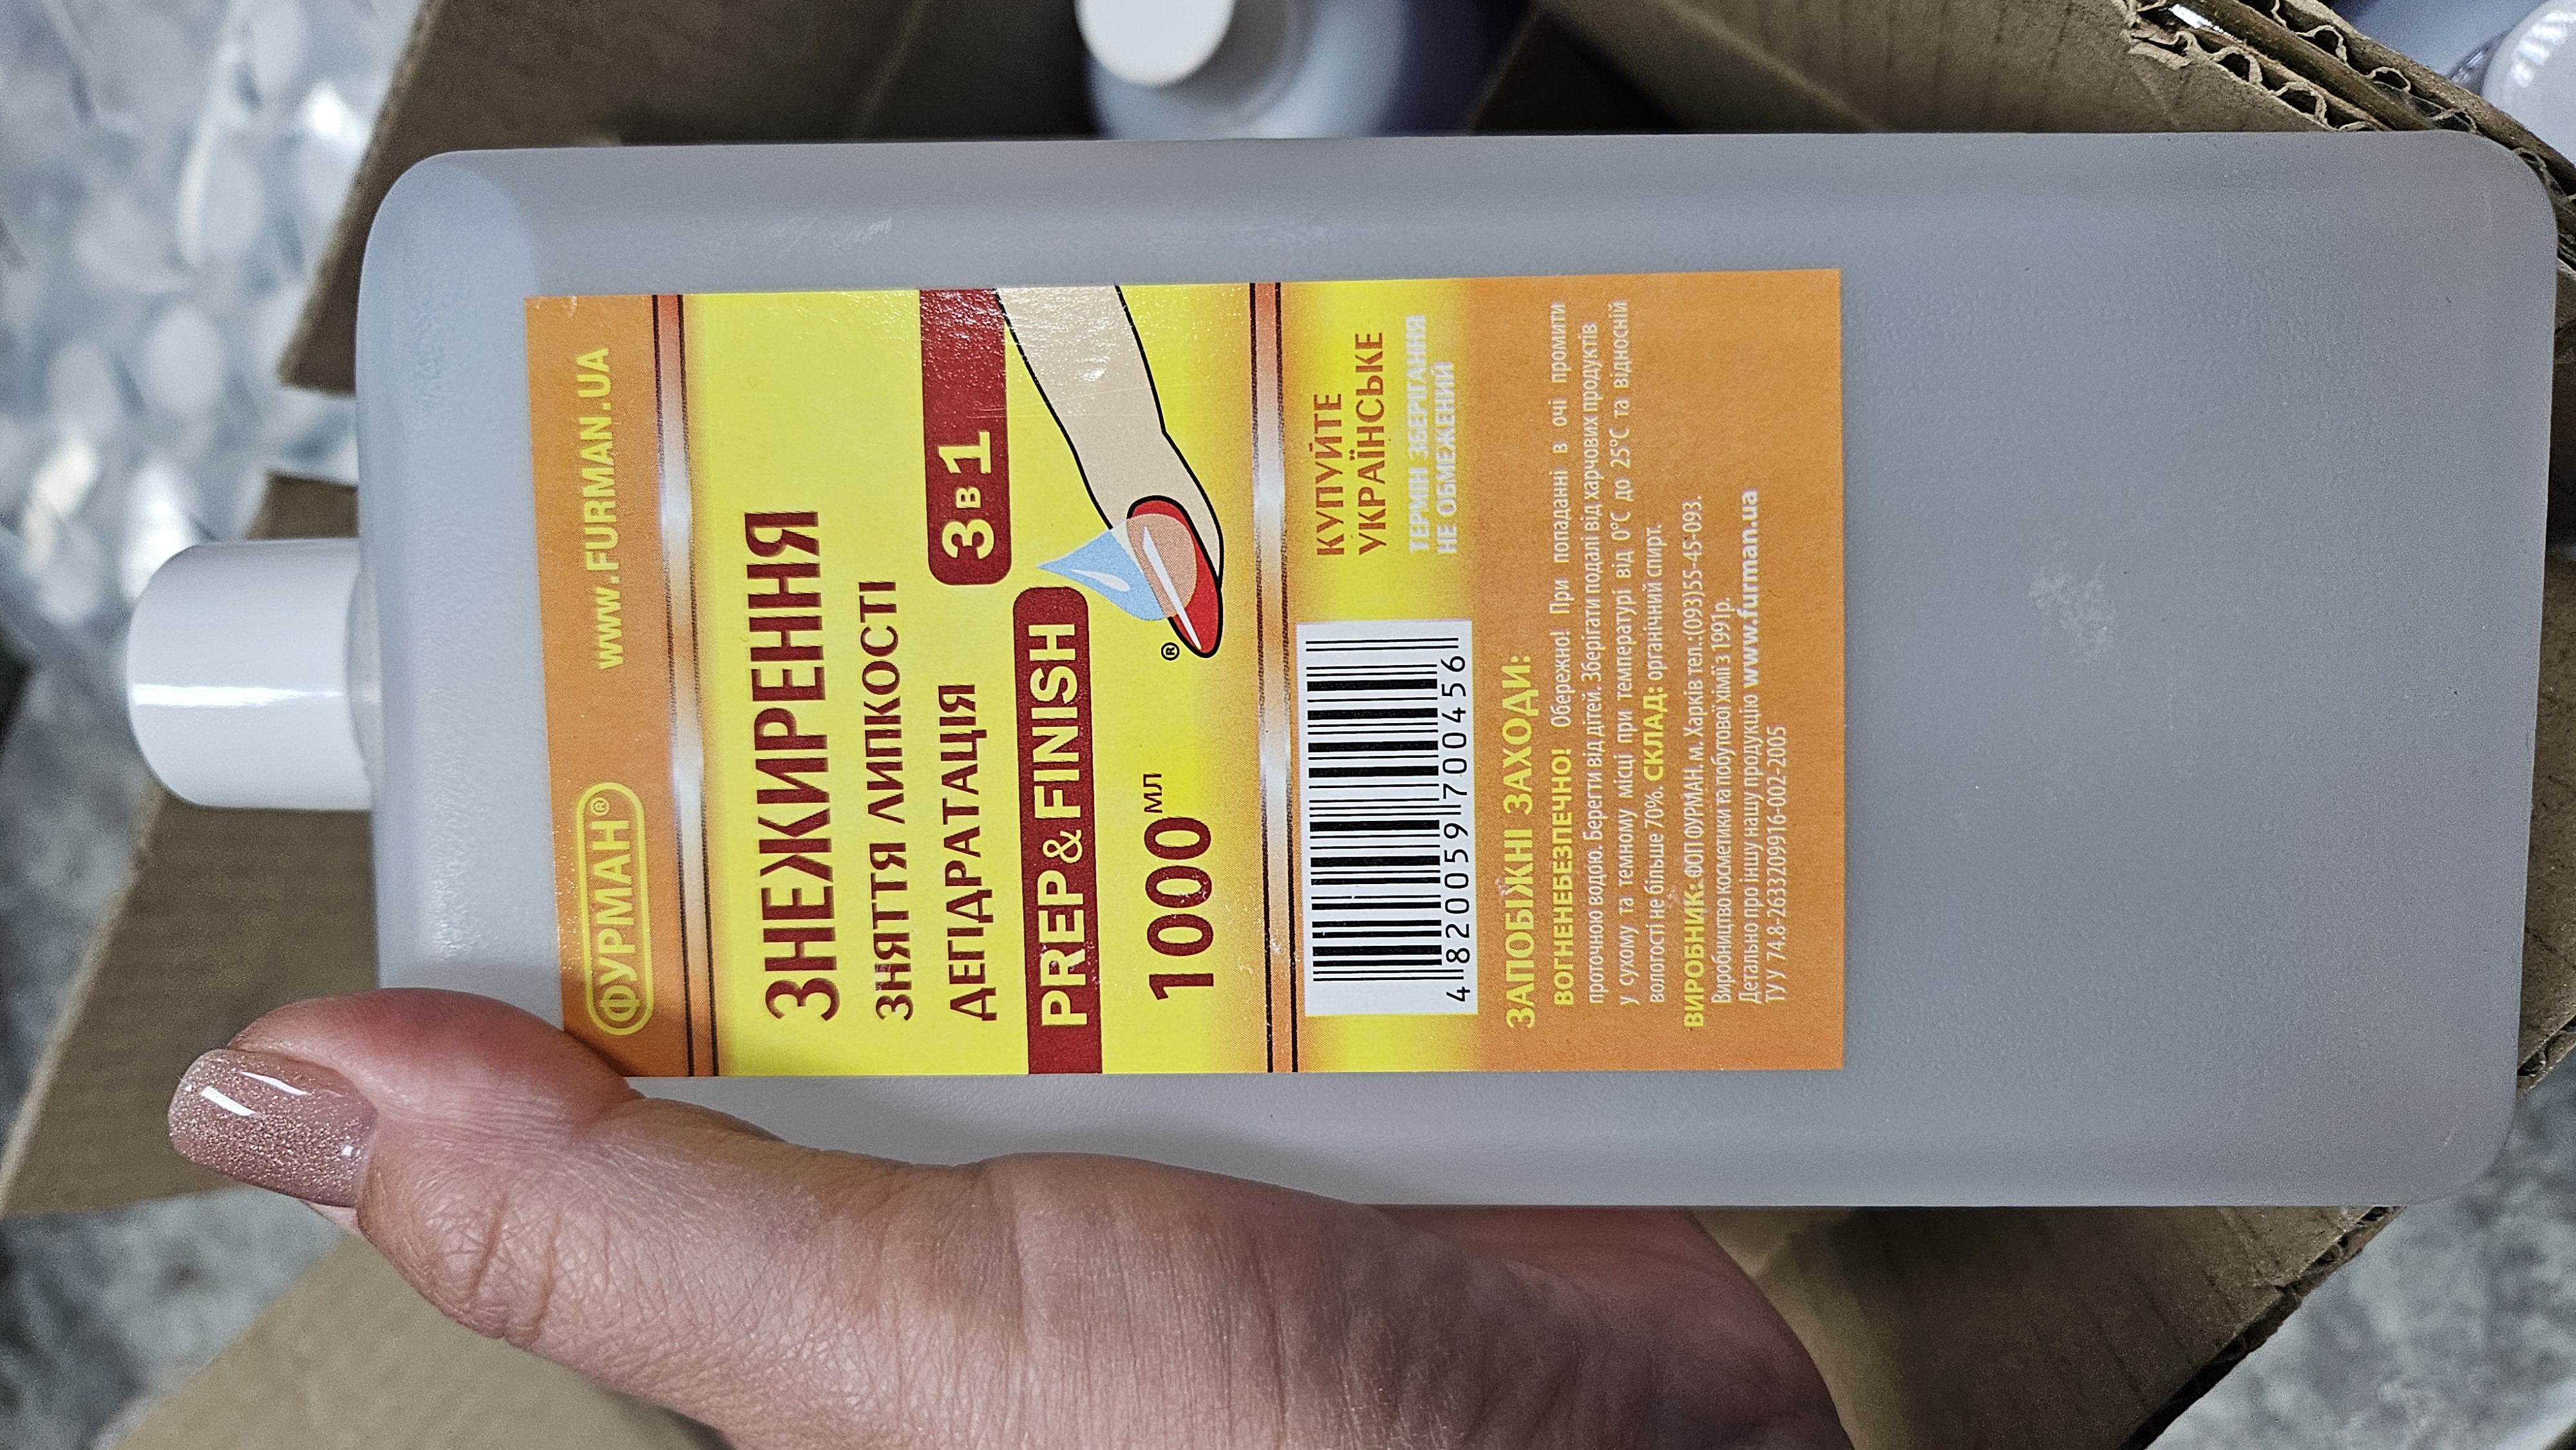 ФУРМАН® WWW.FURMAN.UA
ЗНЕЖИРЕННЯ
ЗНЯТТЯ ЛИПКОСТІ
ДЕГІДРАТАЦІЯ 3 в 1
PREP & FINISH
1000 мл ®
КУПУЙТЕ
УКРАЇНСЬКЕ
ТЕРМІН ЗБЕРІГАННЯ
НЕ ОБМЕЖЕНИЙ
4 820059 700456
ЗАПОБІЖНІ ЗАХОДИ:
ВОГНЕНЕБЕЗПЕЧНО! Обережно! При попаданні в очі промити
проточною водою. Берегти від дітей. Зберігати подалі від харчових продуктів
у сухому та темному місці при температурі від 0°С до 25°С та відносній
вологості не більше 70%. СКЛАД: органічний спирт.
ВИРОБНИК: ФОП ФУРМАН. м. Харків тел.:(093)55-45-093.
Виробництво косметики та побутової хімії з 1991р.
Детально про іншу нашу продукцію www.furman.ua
ТУ У 74.8-2633209916-002-2005